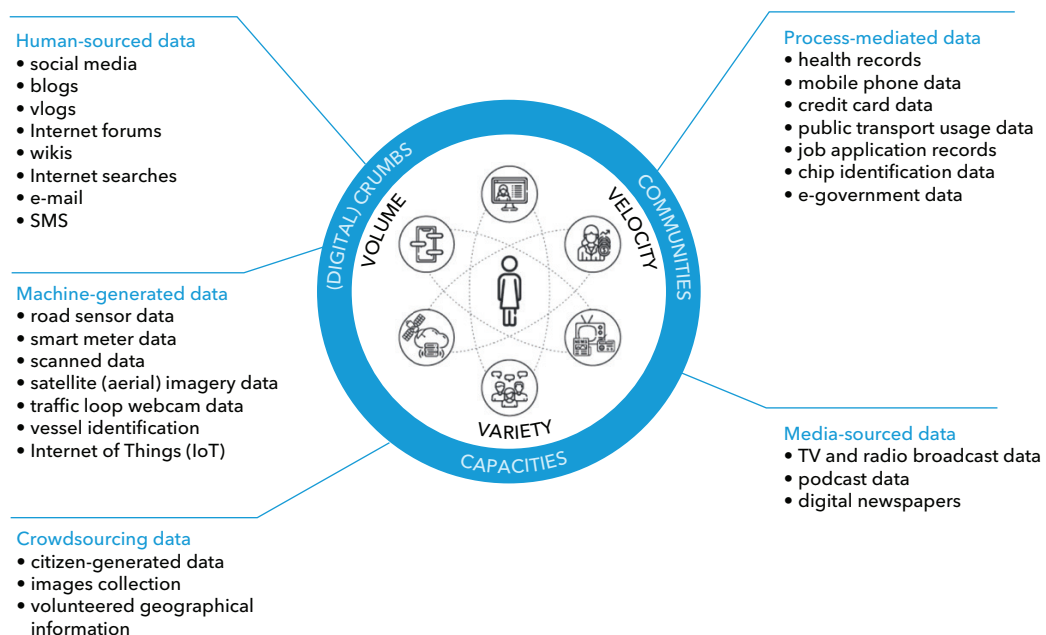 Human-sourced data
• social media
• blogs
• vlogs
• Internet forums
• wikis
• Internet searches
• e-mail
• SMS
Machine-generated data
• road sensor data
• smart meter data
• scanned data
• satellite (aerial) imagery data
• traffic loop webcam data
• vessel identification
• Internet of Things (IoT)
Crowdsourcing data
• citizen-generated data
• images collection
• volunteered geographical
information
(DIGITAL) CRUMBS
COMMUNITIES
CAPACITIES
VOLUME
VELOCITY
VARIETY
Process-mediated data
• health records
• mobile phone data
• credit card data
• public transport usage data
• job application records
• chip identification data
• e-government data
Media-sourced data
• TV and radio broadcast data
• podcast data
• digital newspapers